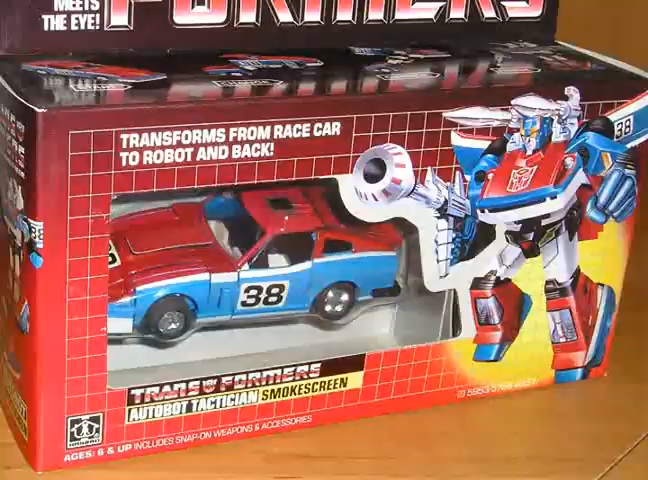 MEETS
THE EYE!
TRANSFORMS FROM RACE CAR
TO ROBOT AND BACK!
38
38
TRANSFORMERS
AUTOBOT TACTICIAN SMOKESCREEN
HASBRO
AGES: 6 & UP INCLUDES SNAP-ON WEAPONS & ACCESSORIES